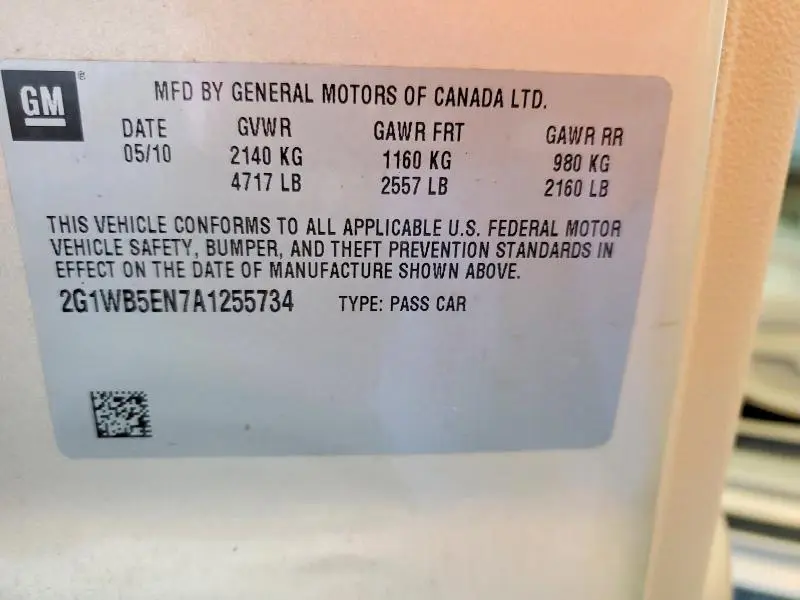 GM®
MFD BY GENERAL MOTORS OF CANADA LTD.
DATE GVWR GAWR FRT GAWR RR
05/10 2140 KG 1160 KG 980 KG
4717 LB 2557 LB 2160 LB
THIS VEHICLE CONFORMS TO ALL APPLICABLE U.S. FEDERAL MOTOR
VEHICLE SAFETY, BUMPER, AND THEFT PREVENTION STANDARDS IN
EFFECT ON THE DATE OF MANUFACTURE SHOWN ABOVE.
2G1WB5EN7A1255734 TYPE: PASS CAR